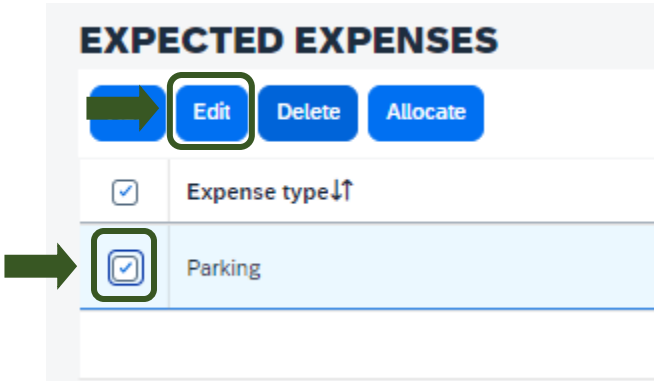 EXPECTED EXPENSES
Edit Delete Allocate
Expense type
Parking